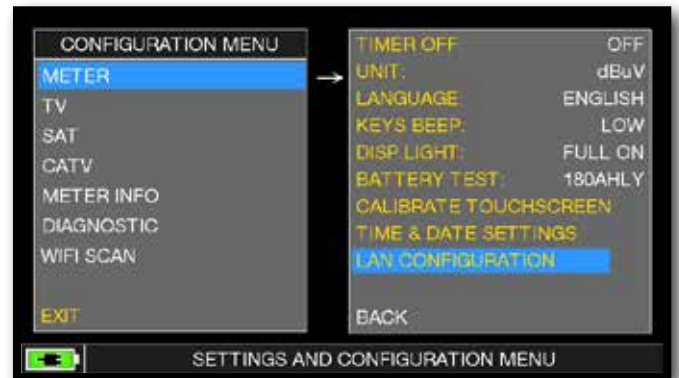 CONFIGURATION MENU
METER
TV
SAT
CATV
METER INFO
DIAGNOSTIC
WIFI SCAN
EXIT
→
TIMER OFF OFF
UNIT: dBuV
LANGUAGE ENGLISH
KEYS BEEP: LOW
DISP LIGHT: FULL ON
BATTERY TEST: 180AHLY
CALIBRATE TOUCHSCREEN
TIME & DATE SETTINGS
LAN CONFIGURATION
BACK
SETTINGS AND CONFIGURATION MENU